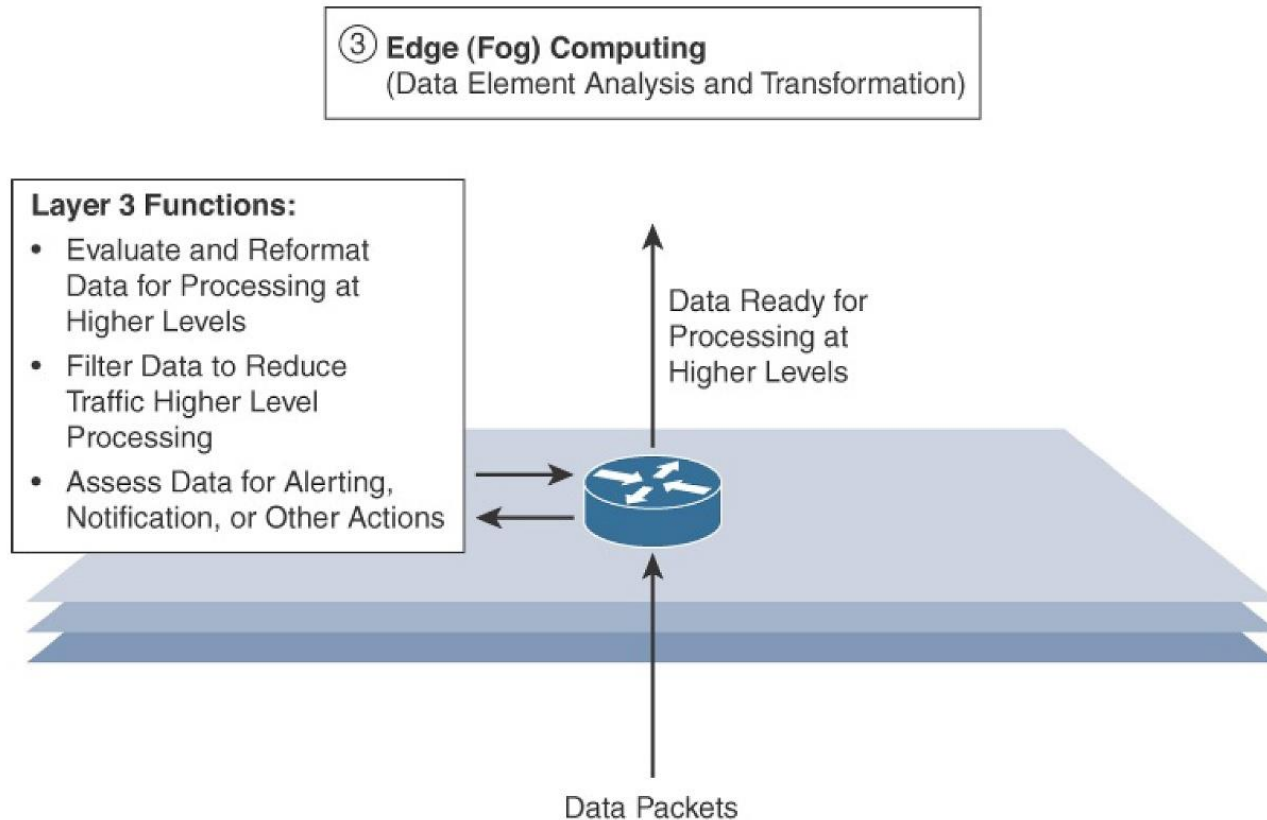 ③ Edge (Fog) Computing
(Data Element Analysis and Transformation)
Layer 3 Functions:
• Evaluate and Reformat
Data for Processing at
Higher Levels
• Filter Data to Reduce
Traffic Higher Level
Processing
• Assess Data for Alerting,
Notification, or Other Actions
Data Ready for
Processing at
Higher Levels
Data Packets